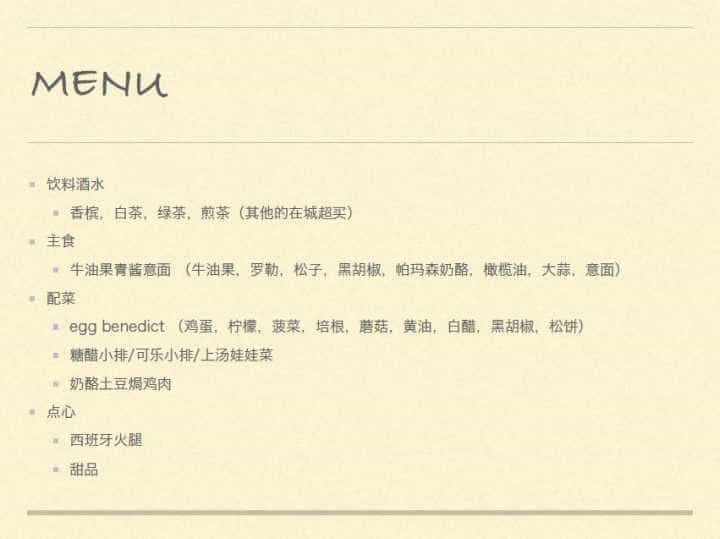 MENU
饮料酒水
香槟，白茶，绿茶，煎茶（其他的在城超买）
主食
牛油果青酱意面 （牛油果，罗勒，松子，黑胡椒，帕玛森奶酪，橄榄油，大蒜，意面）
配菜
egg benedict （鸡蛋，柠檬，菠菜，培根，蘑菇，黄油，白醋，黑胡椒，松饼）
糖醋小排/可乐小排/上汤娃娃菜
奶酪土豆焗鸡肉
点心
西班牙火腿
甜品